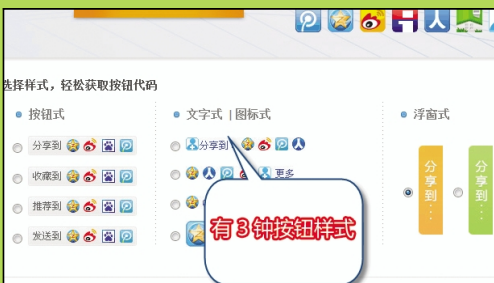 选择样式，轻松获取按钮代码
按钮式
文字式 | 图标式
浮窗式
分享到
收藏到
推荐到
发送到
分享到
更多
有3钟按钮样式
分享到...
分享到...